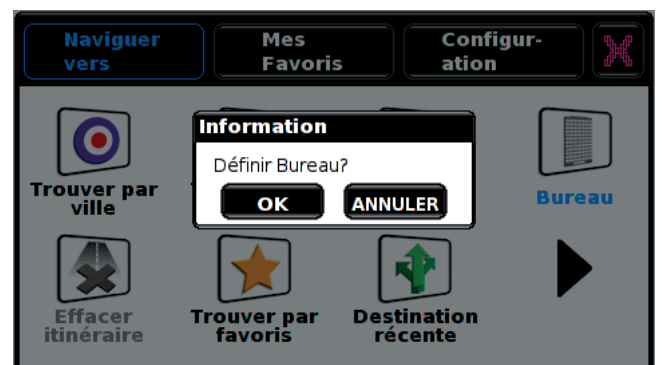 Naviguer
vers
Mes
Favoris
Configur-
ation
Information
Définir Bureau?
OK
ANNULER
Trouver par
ville
Bureau
Effacer
itinéraire
Trouver par
favoris
Destination
récente